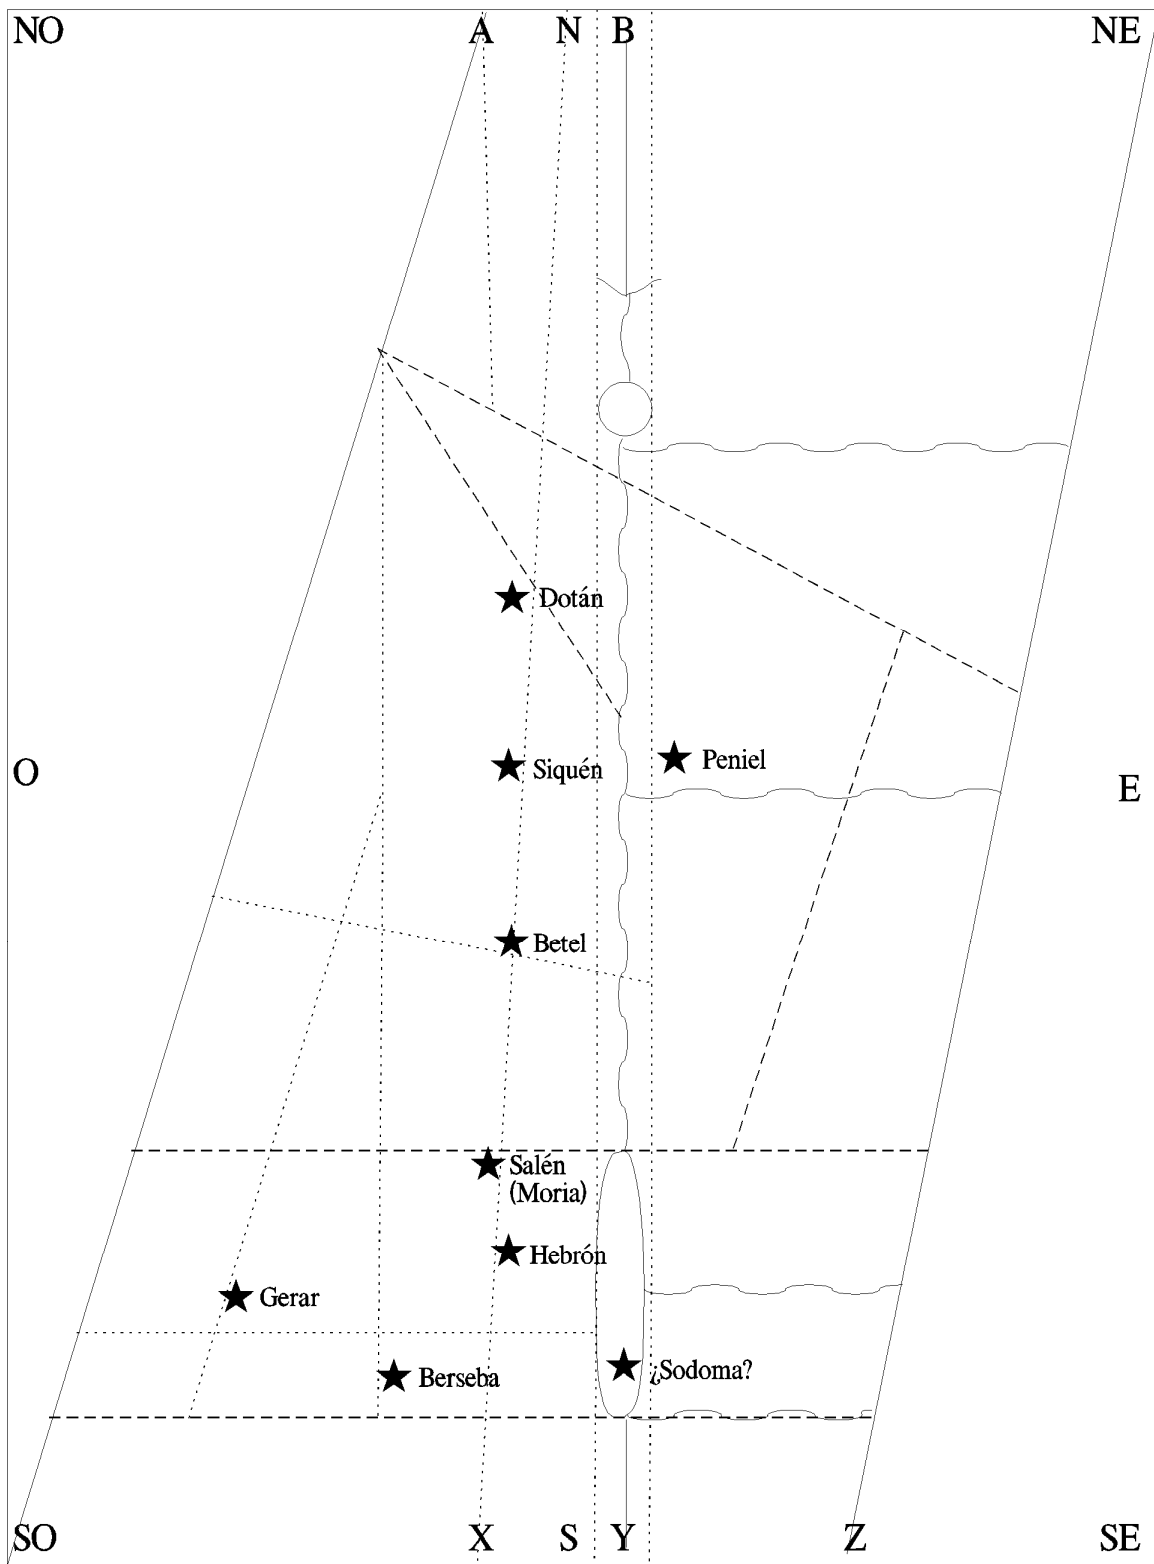 NO A N B NE
Dotán
Siquén
Peniel
O
E
Betel
Salén
(Moria)
Hebrón
Gerar
Berseba
¿Sodoma?
SO X S Y Z SE